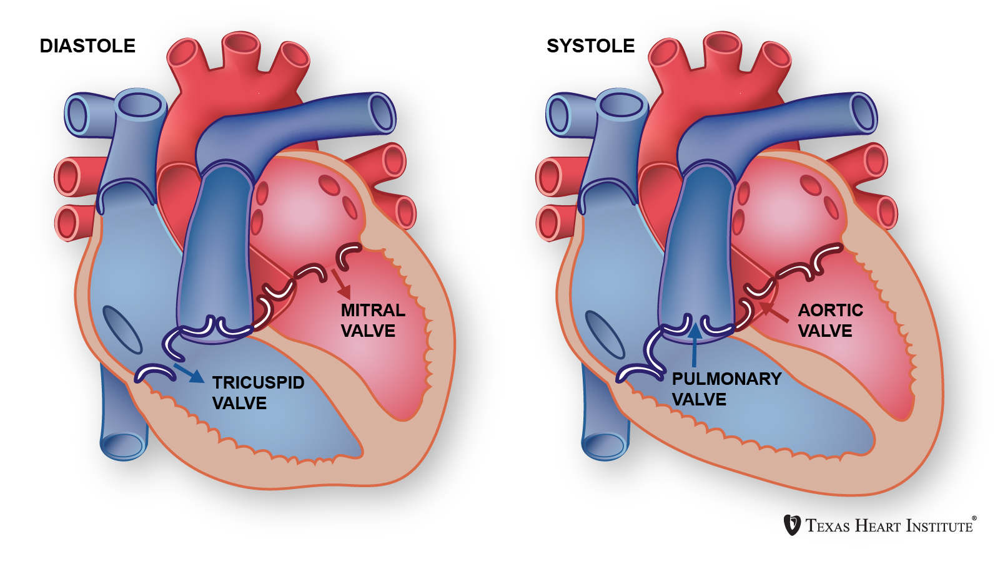 DIASTOLE
MITRAL
VALVE
TRICUSPID
VALVE
SYSTOLE
AORTIC
VALVE
PULMONARY
VALVE
TEXAS HEART INSTITUTE®